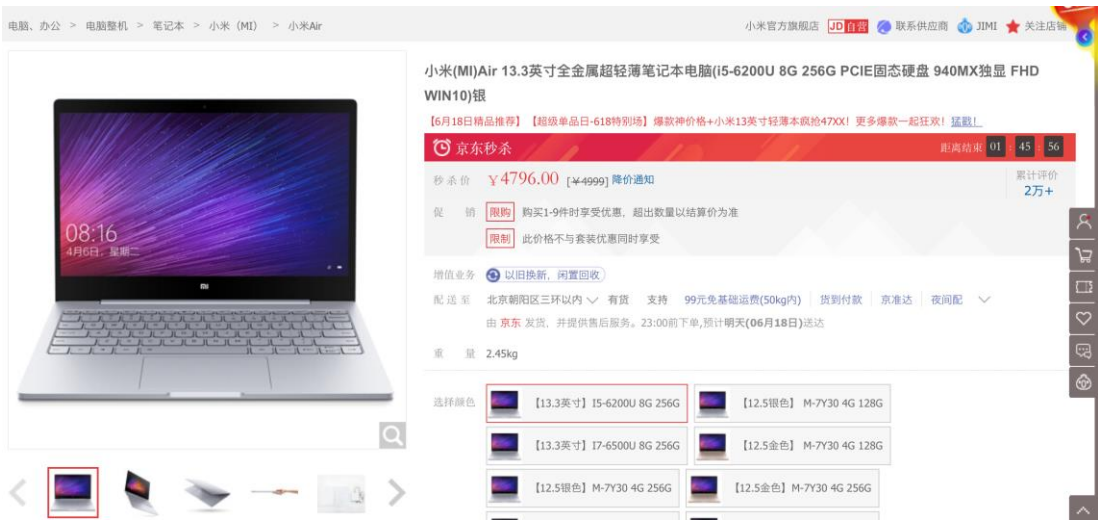 电脑、办公 > 电脑整机 > 笔记本 > 小米 (MI) > 小米Air
小米官方旗舰店 JD 自营 联系供应商 JIMI 关注店铺
小米(MI)Air 13.3英寸全金属超轻薄笔记本电脑(i5-6200U 8G 256G PCIE固态硬盘 940MX独显 FHD
WIN10)银
【6月18日精品推荐】【超级单品日-618特别场】爆款神价格+小米13英寸轻薄本疯抢47XX！更多爆款一起狂欢！猛戳！
京东秒杀
距离结束 01 : 45 : 56
秒杀价 ￥4796.00 [￥4999] 降价通知
累计评价
2万+
促销 限购 购买1-9件时享受优惠，超出数量以结算价为准
限制 此价格不与套装优惠同时享受
增值业务 以旧换新，闲置回收
配送至 北京朝阳区三环以内 有货 支持 99元免基础运费(50kg内) 货到付款 京准达 夜间配
由 京东 发货，并提供售后服务。23:00前下单,预计明天(06月18日)送达
重量 2.45kg
选择颜色 【13.3英寸】I5-6200U 8G 256G 【12.5银色】 M-7Y30 4G 128G
【13.3英寸】I7-6500U 8G 256G 【12.5金色】 M-7Y30 4G 128G
【12.5银色】M-7Y30 4G 256G 【12.5金色】M-7Y30 4G 256G
08:16
4月6日，星期二
mi